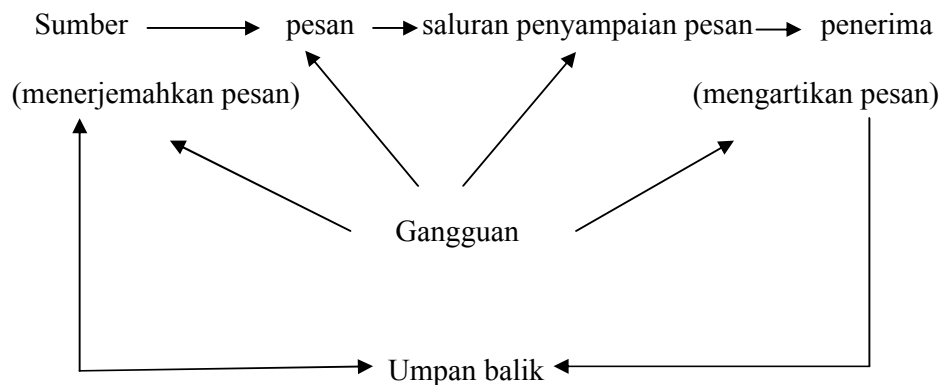 Sumber pesan saluran penyampaian pesan penerima
(menerjemahkan pesan) (mengartikan pesan)
Gangguan
Umpan balik